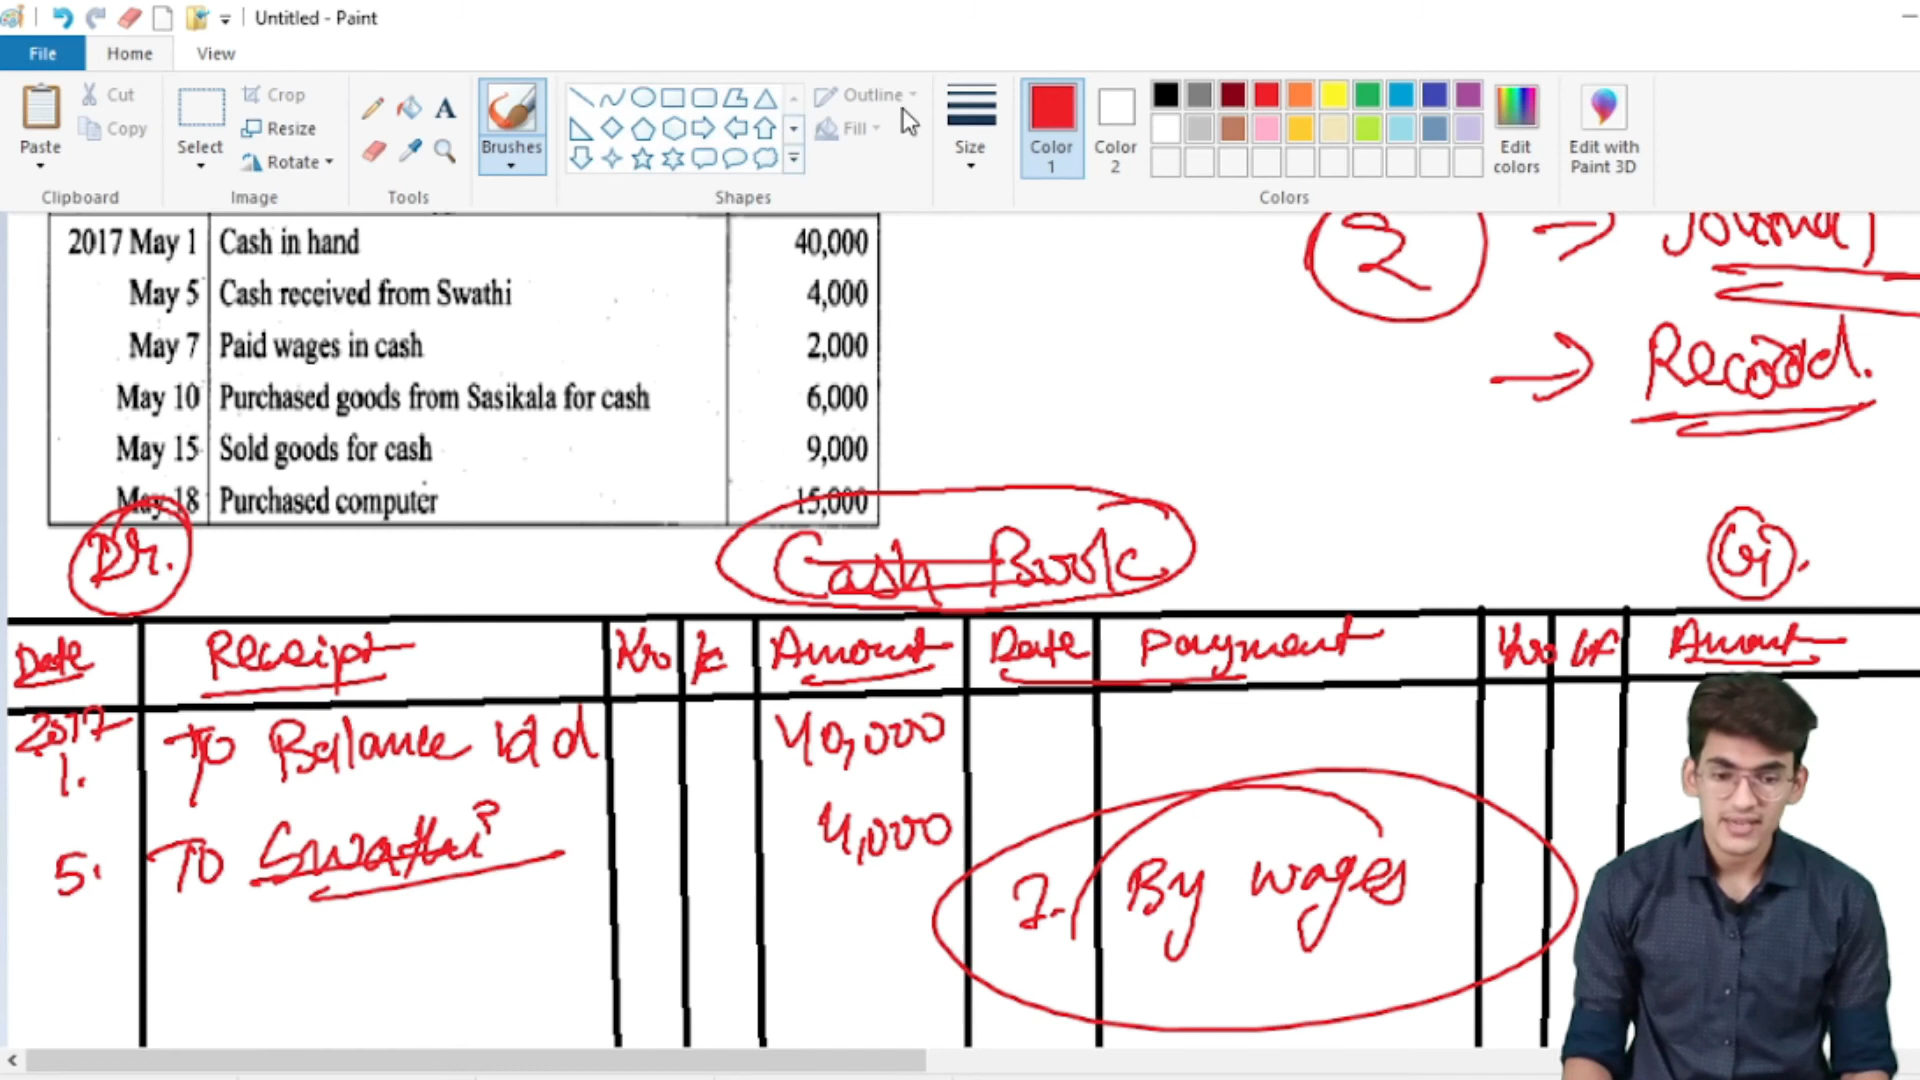 Untitled - Paint
File Home View
Paste
Cut
Copy
Clipboard
Select
Crop
Resize
Rotate
Image
Tools
Brushes
Outline
Fill
Shapes
Size
Color 1
Color 2
Edit colors
Edit with Paint 3D
Colors
2017 May 1 Cash in hand 40,000
May 5 Cash received from Swathi 4,000
May 7 Paid wages in cash 2,000
May 10 Purchased goods from Sasikala for cash 6,000
May 15 Sold goods for cash 9,000
May 18 Purchased computer 15,000
2 → Journal
→ Record.
Dr. Cash Book Cr.
Date Receipt Amount Date Payment Amount
2017
1. To Balance b/d 40,000
5. To Swathi 4,000
7. By wages